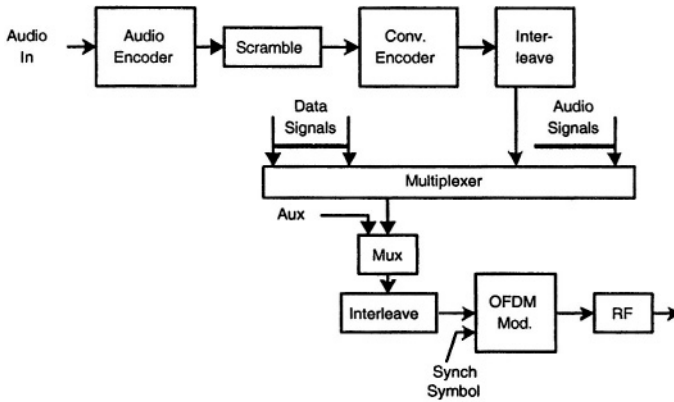 Audio
In
Audio
Encoder
Scramble
Conv.
Encoder
Inter-
leave
Data
Signals
Audio
Signals
Multiplexer
Aux
Mux
Interleave
OFDM
Mod.
RF
Synch
Symbol